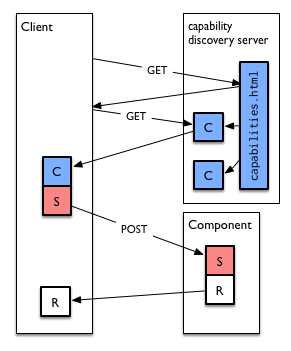 Client
capability
discovery server
GET
capabilities.html
GET
C
C
C
S
POST
Component
S
R
R